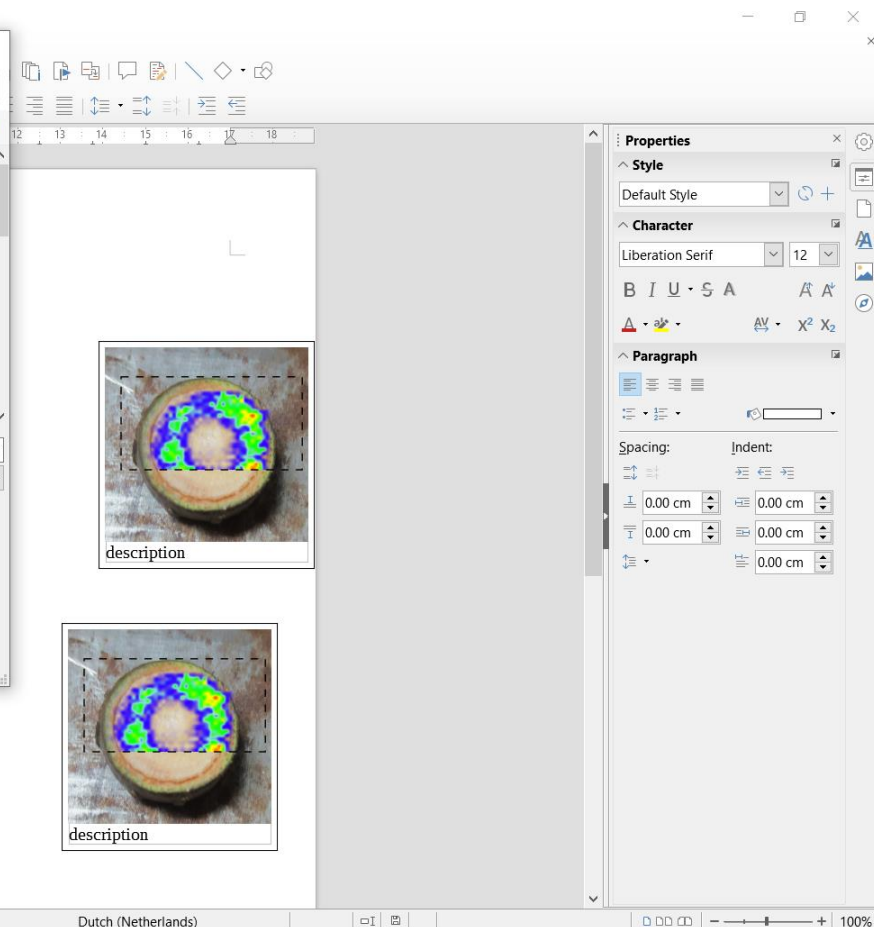 12 13 14 15 16 17 18
Properties
Style
Default Style
Character
Liberation Serif 12
B I U S A A A
A ab AV X² X₂
Paragraph
Spacing: Indent:
0.00 cm 0.00 cm
0.00 cm 0.00 cm
0.00 cm
description
description
Dutch (Netherlands) 100%